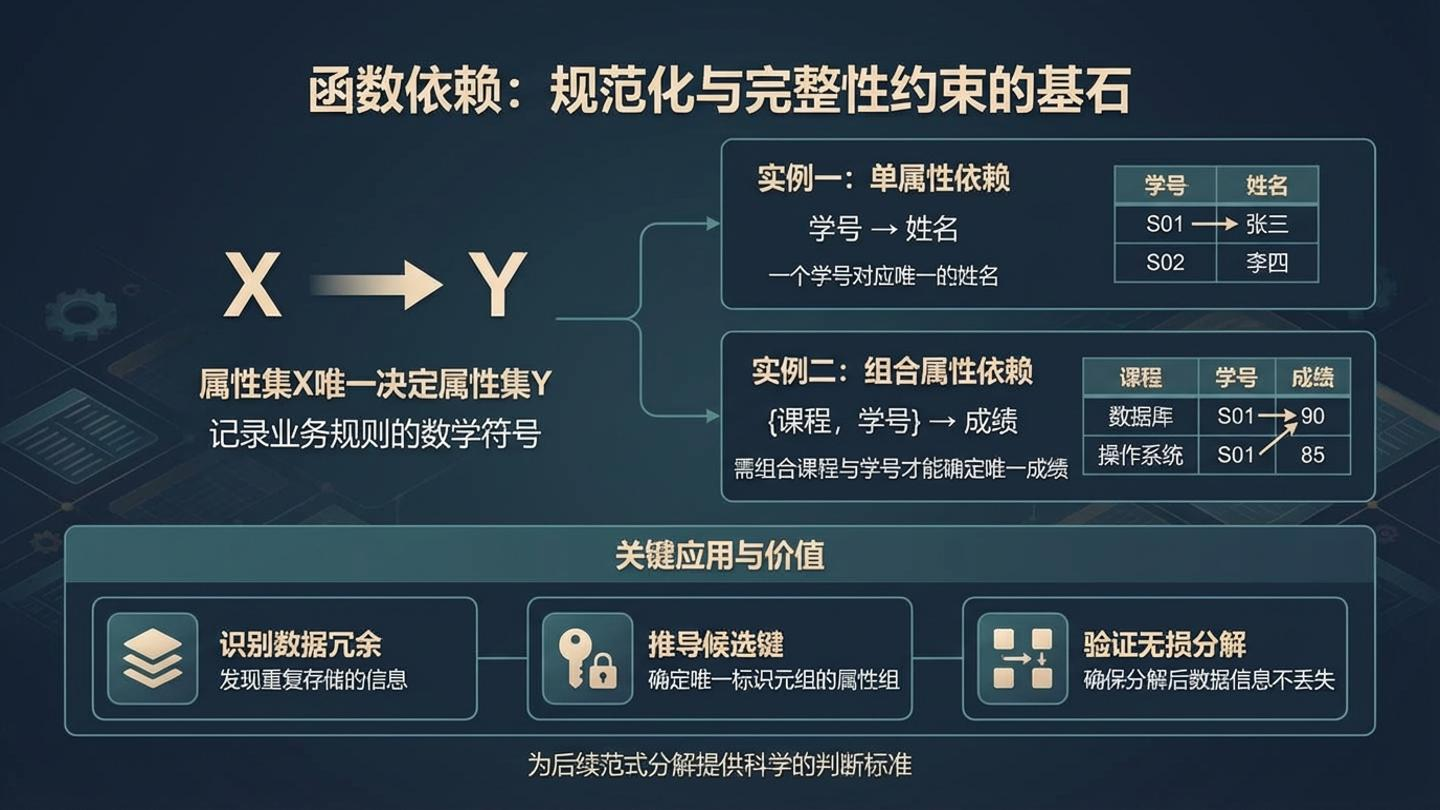 函数依赖：规范化与完整性约束的基石
X → Y
属性集X唯一决定属性集Y
记录业务规则的数学符号
实例一：单属性依赖
学号 → 姓名
一个学号对应唯一的姓名
学号 姓名
S01 → 张三
S02 李四
实例二：组合属性依赖
{课程，学号} → 成绩
需组合课程与学号才能确定唯一成绩
课程 学号 成绩
数据库 S01 → 90
操作系统 S01 85
关键应用与价值
识别数据冗余
发现重复存储的信息
推导候选键
确定唯一标识元组的属性组
验证无损分解
确保分解后数据信息不丢失
为后续范式分解提供科学的判断标准